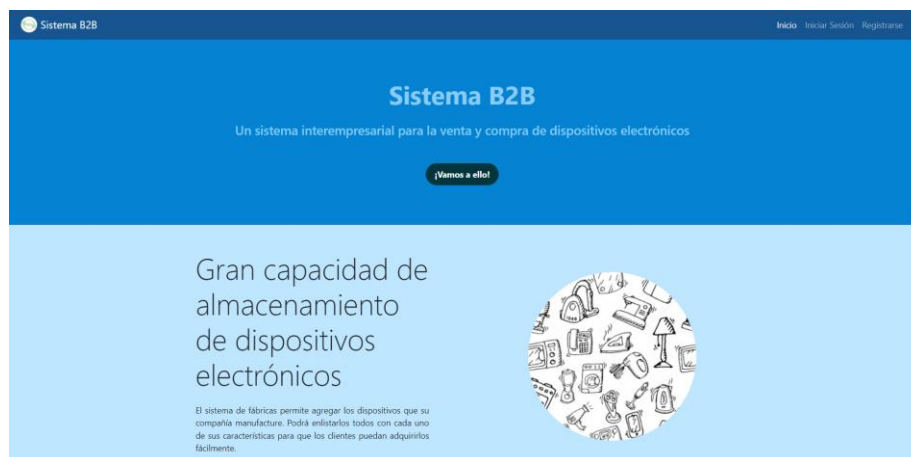 Sistema B2B
Inicio Iniciar Sesión Registrarse
Sistema B2B
Un sistema interempresarial para la venta y compra de dispositivos electrónicos
¡Vamos a ello!
Gran capacidad de
almacenamiento
de dispositivos
electrónicos
El sistema de fábricas permite agregar los dispositivos que su
compañía manufacture. Podrá enlistarlos todos con cada uno
de sus características para que los clientes puedan adquirirlos
fácilmente.